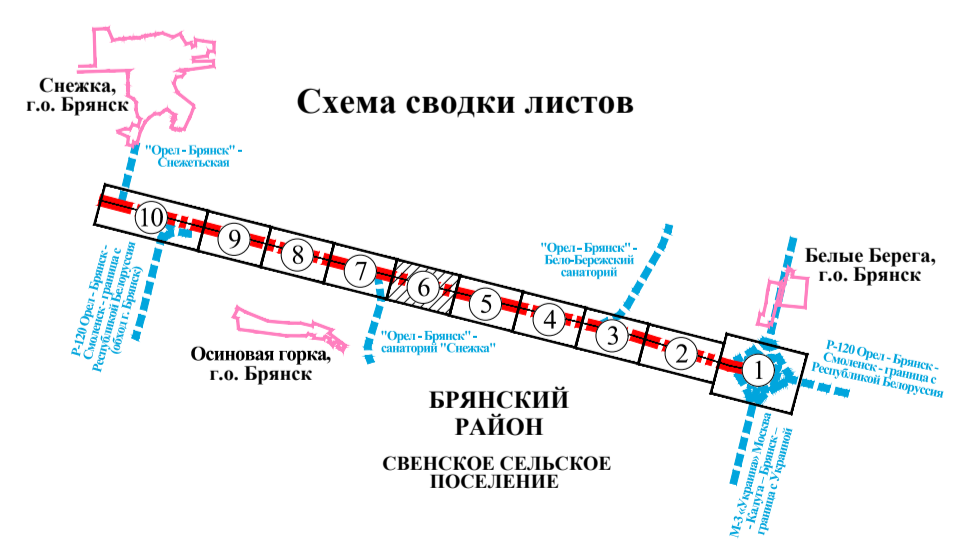 Схема сводки листов
Снежка,
г.о. Брянск
"Орел - Брянск" -
Снежетьская
10
9
8
7
6
5
4
3
2
1
"Орел - Брянск" -
Бело-Бережский
санаторий
Белые Берега,
г.о. Брянск
Р-120 Орел - Брянск -
Смоленск - граница с
Республикой Белоруссия
(обход г. Брянск)
Осиновая горка,
г.о. Брянск
"Орел - Брянск" -
санаторий "Снежка"
Р-120 Орел - Брянск -
Смоленск - граница с
Республикой Белоруссия
БРЯНСКИЙ
РАЙОН
СВЕНСКОЕ СЕЛЬСКОЕ
ПОСЕЛЕНИЕ
М-3 «Украина» Москва
- Калуга – Брянск –
граница с Украиной